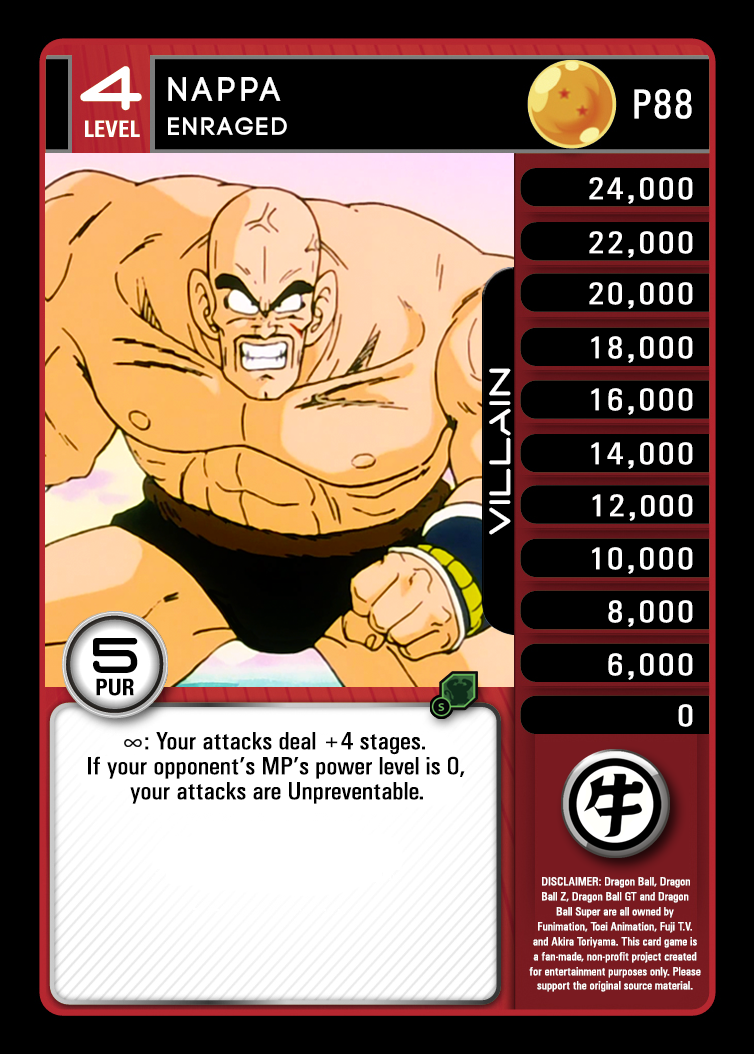 4
LEVEL
NAPPA
ENRAGED
P88
24,000
22,000
20,000
18,000
16,000
14,000
12,000
10,000
8,000
6,000
0
VILLAIN
5
PUR
S
∞: Your attacks deal +4 stages.
If your opponent's MP's power level is 0,
your attacks are Unpreventable.
牛
DISCLAIMER: Dragon Ball, Dragon
Ball Z, Dragon Ball GT and Dragon
Ball Super are all owned by
Funimation, Toei Animation, Fuji T.V.
and Akira Toriyama. This card game is
a fan-made, non-profit project created
for entertainment purposes only. Please
support the original source material.